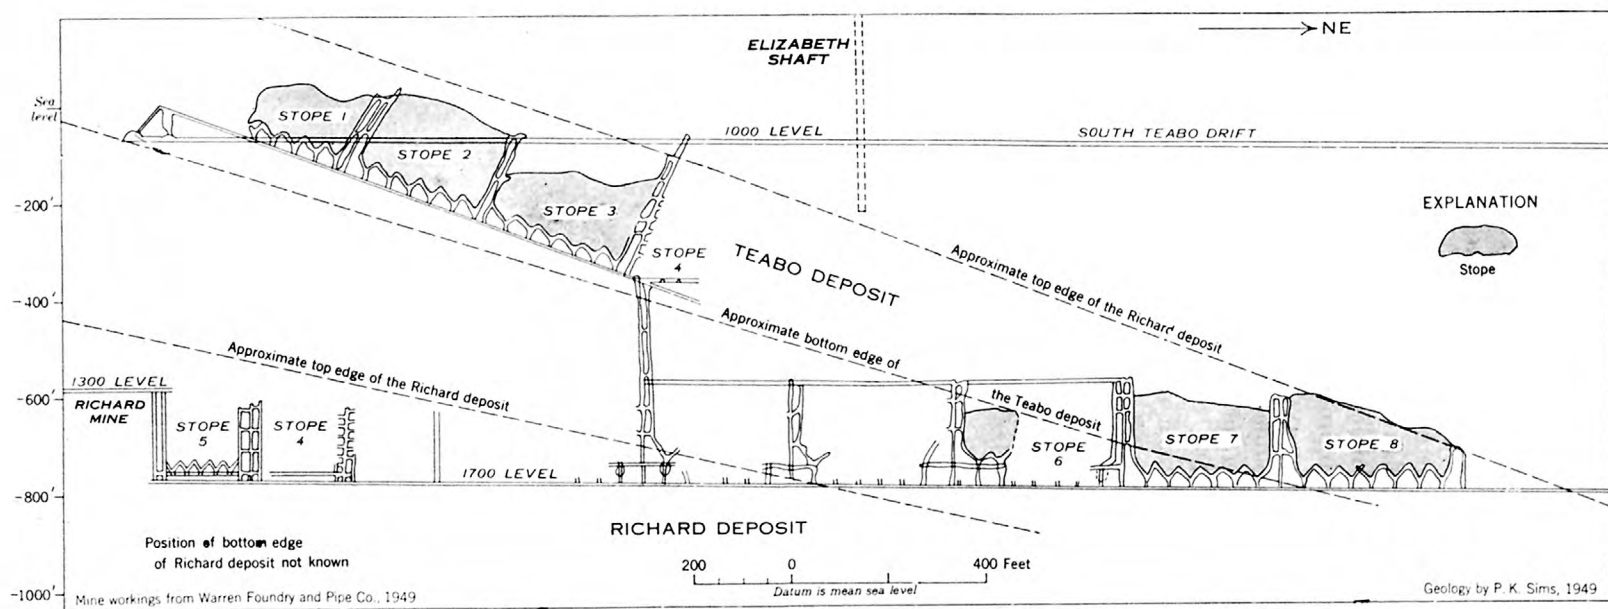 NE
ELIZABETH
SHAFT
Sea
level
STOPE 1
1000 LEVEL
SOUTH TEABO DRIFT
STOPE 2
-200'
STOPE 3
EXPLANATION
Stope
STOPE
4
TEABO DEPOSIT
Approximate top edge of the Richard deposit
-400'
Approximate bottom edge of
the Teabo deposit
Approximate top edge of the Richard deposit
1300 LEVEL
-600'
RICHARD
MINE
STOPE
5
STOPE
4
STOPE
6
STOPE 7
STOPE 8
1700 LEVEL
-800'
RICHARD DEPOSIT
Position of bottom edge
of Richard deposit not known
200 0 400 Feet
Datum is mean sea level
-1000'
Mine workings from Warren Foundry and Pipe Co., 1949
Geology by P. K. Sims, 1949